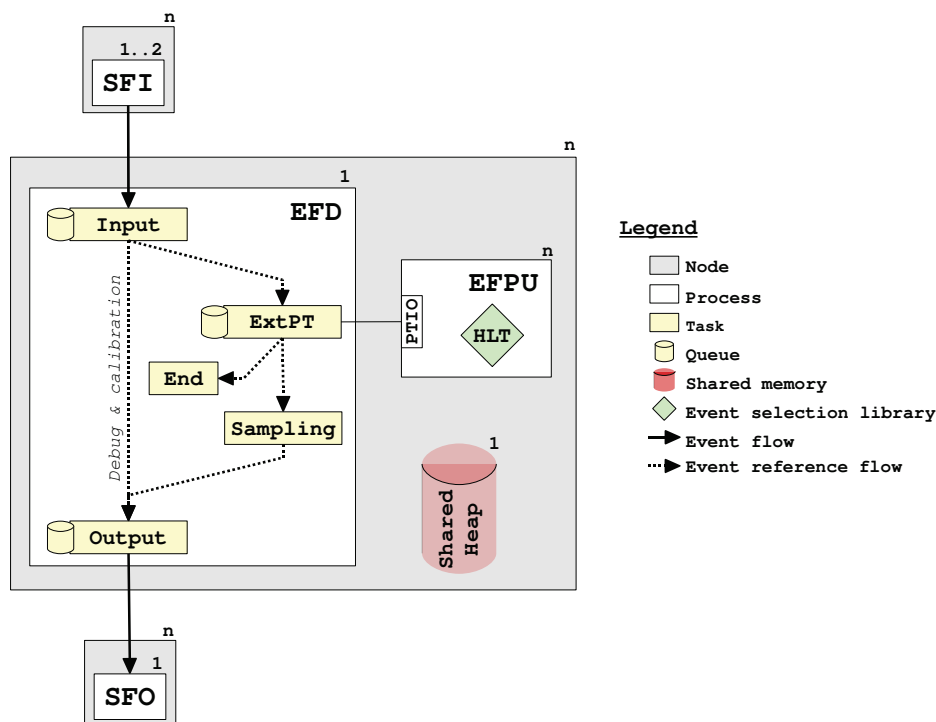 n
1..2
SFI
n
1
EFD
Input
n
EFPU
PTIO
HLT
ExtPT
Debug & calibration
End
Sampling
1
Shared
Heap
Output
n
1
SFO
Legend
Node
Process
Task
Queue
Shared memory
Event selection library
Event flow
Event reference flow